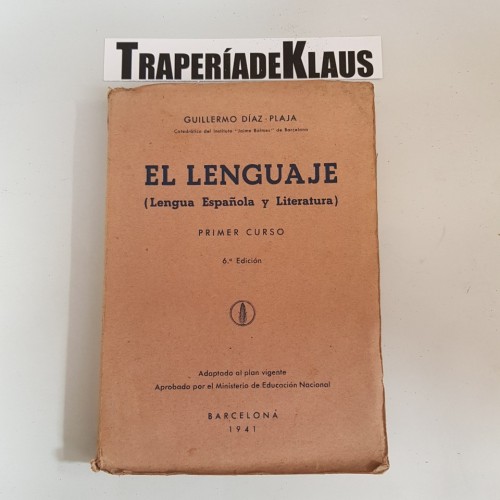 TRAPERÍADEKLAUS
GUILLERMO DÍAZ-PLAJA
Catedrático del Instituto "Jaime Balmes" de Barcelona
EL LENGUAJE
(Lengua Española y Literatura)
PRIMER CURSO
6.ª Edición
Adaptado al plan vigente
Aprobado por el Ministerio de Educación Nacional
BARCELONA
1941